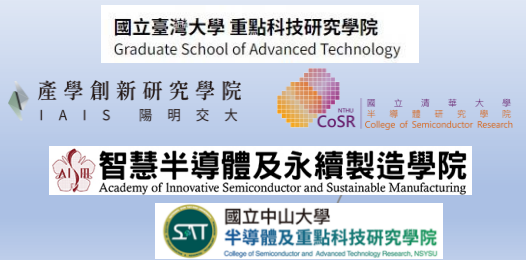 國立臺灣大學 重點科技研究學院
Graduate School of Advanced Technology
產學創新研究學院
IAIS 陽明交大
NTHU
CoSR
國立清華大學
半導體研究學院
College of Semiconductor Research
智慧半導體及永續製造學院
Academy of Innovative Semiconductor and Sustainable Manufacturing
國立中山大學
半導體及重點科技研究學院
College of Semiconductor and Advanced Technology Research, NSYSU